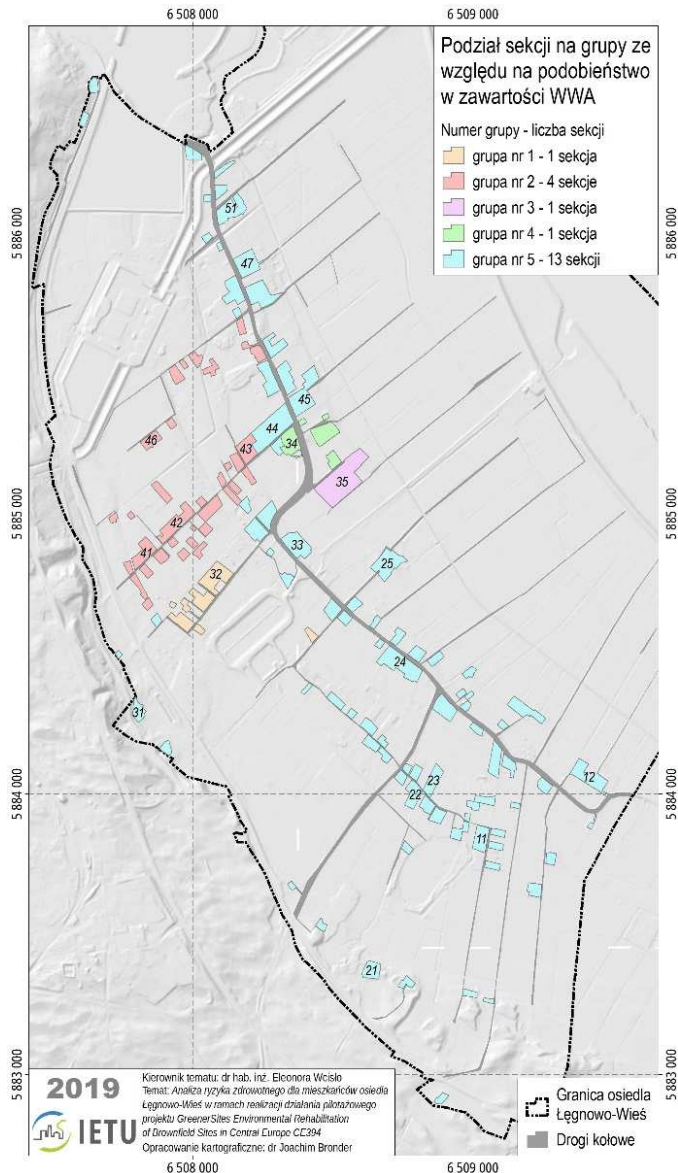 6 508 000
6 509 000
Podział sekcji na grupy ze
względu na podobieństwo
w zawartości WWA
Numer grupy - liczba sekcji
grupa nr 1 - 1 sekcja
grupa nr 2 - 4 sekcje
grupa nr 3 - 1 sekcja
grupa nr 4 - 1 sekcja
grupa nr 5 - 13 sekcji
5 886 000
5 886 000
51
47
45
44
34
46
43
35
42
41
5 885 000
5 885 000
33
25
32
24
31
12
23
22
11
5 884 000
5 884 000
21
5 883 000
5 883 000
2019
IETU
Kierownik tematu: dr hab. inż. Eleonora Wcisło
Temat: Analiza ryzyka zdrowotnego dla mieszkańców osiedla
Łęgnowo-Wieś w ramach realizacji działania pilotażowego
projektu GreenerSites Environmental Rehabilitation
of Brownfield Sites in Central Europe CE394
Opracowanie kartograficzne: dr Joachim Bronder
Granica osiedla
Łęgnowo-Wieś
Drogi kołowe
6 508 000
6 509 000